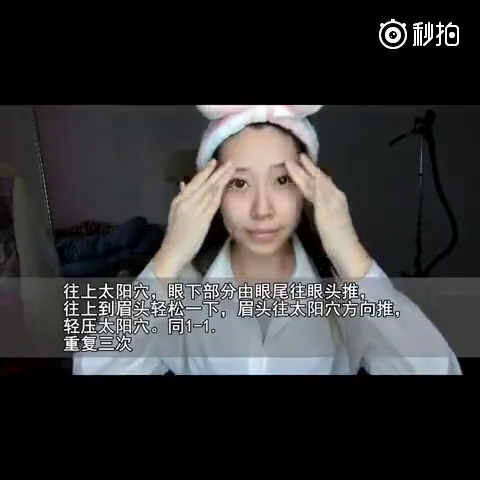 秒拍
往上太阳穴，眼下部分由眼尾往眼头推，
往上到眉头轻松一下，眉头往太阳穴方向推，
轻压太阳穴。同1-1.
重复三次